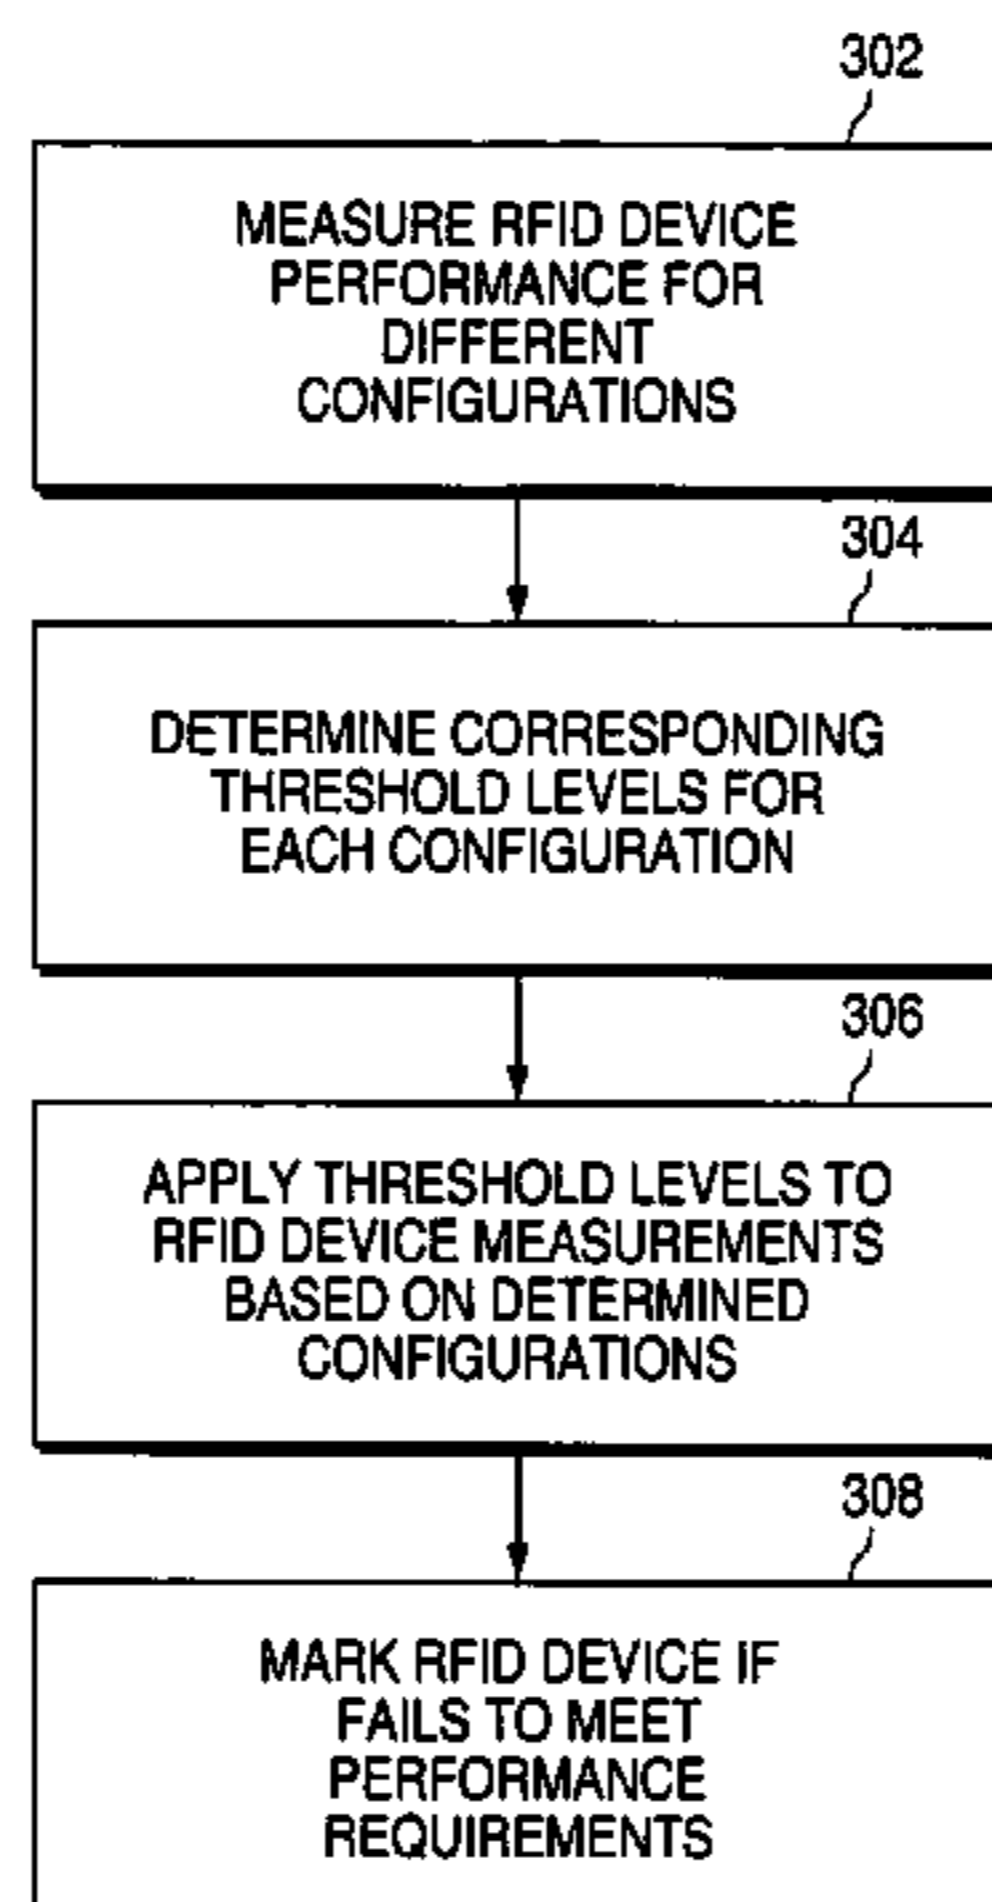 302
MEASURE RFID DEVICE
PERFORMANCE FOR
DIFFERENT
CONFIGURATIONS
304
DETERMINE CORRESPONDING
THRESHOLD LEVELS FOR
EACH CONFIGURATION
306
APPLY THRESHOLD LEVELS TO
RFID DEVICE MEASUREMENTS
BASED ON DETERMINED
CONFIGURATIONS
308
MARK RFID DEVICE IF
FAILS TO MEET
PERFORMANCE
REQUIREMENTS